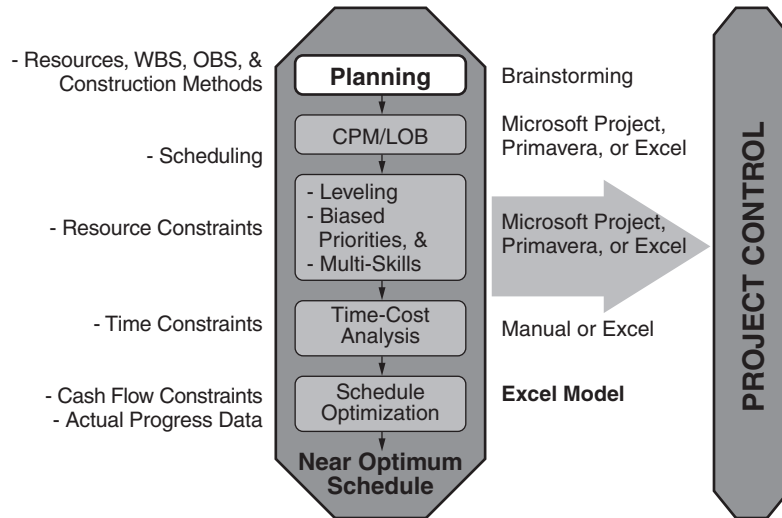 - Resources, WBS, OBS, &
Construction Methods
Planning
Brainstorming
- Scheduling
CPM/LOB
Microsoft Project,
Primavera, or Excel
- Resource Constraints
- Leveling
- Biased
Priorities, &
- Multi-Skills
Microsoft Project,
Primavera, or Excel
- Time Constraints
Time-Cost
Analysis
Manual or Excel
- Cash Flow Constraints
- Actual Progress Data
Schedule
Optimization
Excel Model
Near Optimum
Schedule
PROJECT CONTROL